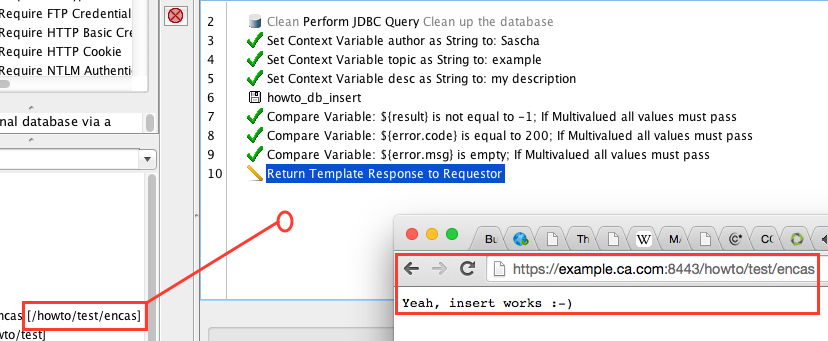 Require FTP Credential
Require HTTP Basic Cre
Require HTTP Cookie
Require NTLM Authenti
nal database via a
ncas [/howto/test/encas]
wto/test]
2 Clean Perform JDBC Query Clean up the database
3 Set Context Variable author as String to: Sascha
4 Set Context Variable topic as String to: example
5 Set Context Variable desc as String to: my description
6 howto_db_insert
7 Compare Variable: ${result} is not equal to -1; If Multivalued all values must pass
8 Compare Variable: ${error.code} is equal to 200; If Multivalued all values must pass
9 Compare Variable: ${error.msg} is empty; If Multivalued all values must pass
10 Return Template Response to Requestor
Bu Th W MA C* CC
https://example.ca.com:8443/howto/test/encas
Yeah, insert works :-)